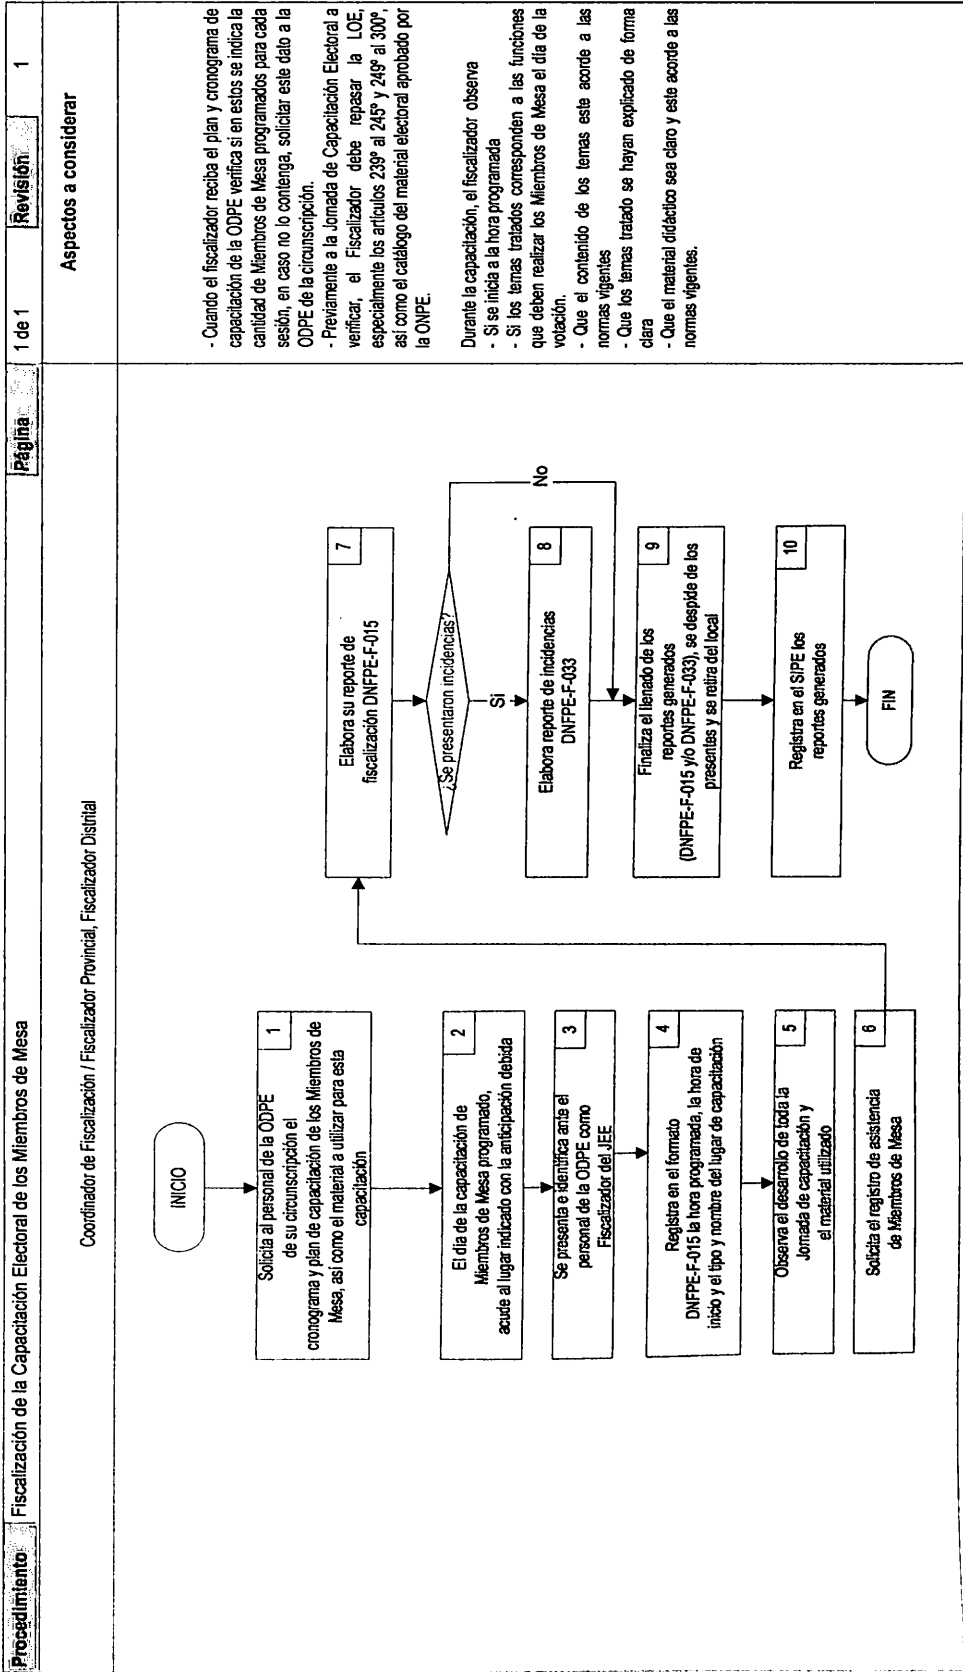 Procedimiento Fiscalización de la Capacitación Electoral de los Miembros de Mesa Página 1 de 1 Revisión 1
Coordinador de Fiscalización / Fiscalizador Provincial, Fiscalizador Distrital
Aspectos a considerar
INICIO
1
Solicita al personal de la ODPE
de su circunscripción el
cronograma y plan de capacitación de los Miembros de
Mesa, así como el material a utilizar para esta
capacitación
2
El día de la capacitación de
Miembros de Mesa programado,
acude al lugar indicado con la anticipación debida
3
Se presenta e identifica ante el
personal de la ODPE como
Fiscalizador del JEE
4
Registra en el formato
DNFPE-F-015 la hora programada, la hora de
inicio y el tipo y nombre del lugar de capacitación
5
Observa el desarrollo de toda la
Jornada de capacitación y
el material utilizado
6
Solicita el registro de asistencia
de Miembros de Mesa
7
Elabora su reporte de
fiscalización DNFPE-F-015
¿Se presentaron incidencias?
No
Si
8
Elabora reporte de incidencias
DNFPE-F-033
9
Finaliza el llenado de los
reportes generados
(DNFPE-F-015 y/o DNFPE-F-033), se despide de los
presentes y se retira del local
10
Registra en el SIPE los
reportes generados
FIN
- Cuando el fiscalizador reciba el plan y cronograma de
capacitación de la ODPE verifica si en estos se indica la
cantidad de Miembros de Mesa programados para cada
sesión, en caso no lo contenga, solicitar este dato a la
ODPE de la circunscripción.
- Previamente a la Jornada de Capacitación Electoral a
verificar, el Fiscalizador debe repasar la LOE,
especialmente los artículos 239º al 245º y 249º al 300º,
así como el catálogo del material electoral aprobado por
la ONPE.
Durante la capacitación, el fiscalizador observa
- Si se inicia a la hora programada
- Si los temas tratados corresponden a las funciones
que deben realizar los Miembros de Mesa el día de la
votación.
- Que el contenido de los temas este acorde a las
normas vigentes
- Que los temas tratado se hayan explicado de forma
clara
- Que el material didáctico sea claro y este acorde a las
normas vigentes.